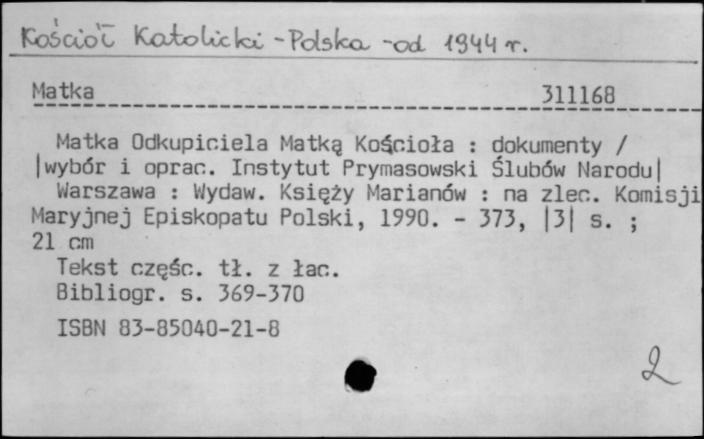 Kościół Katolicki - Polska - od 1944 r.
Matka 311168
Matka Odkupiciela Matką Kościoła : dokumenty /
|wybór i oprac. Instytut Prymasowski Ślubów Narodu|
Warszawa : Wydaw. Księży Marianów : na zlec. Komisji
Maryjnej Episkopatu Polski, 1990. - 373, |3| s. ;
21 cm
Tekst częśc. tł. z łac.
Bibliogr. s. 369-370
ISBN 83-85040-21-8
2